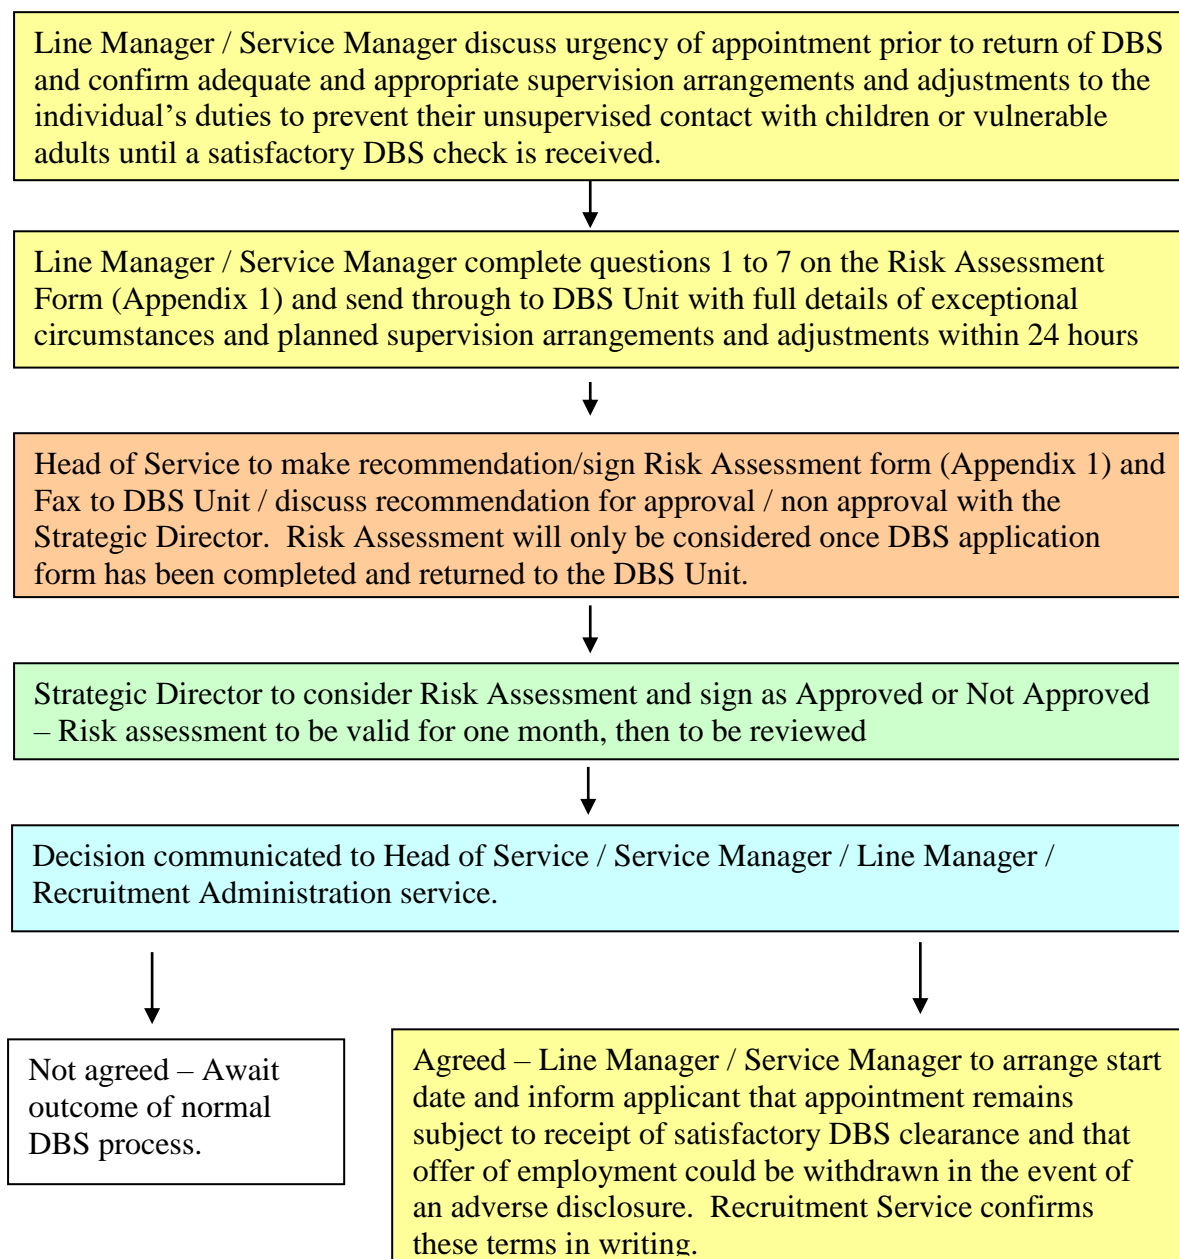 Line Manager / Service Manager discuss urgency of appointment prior to return of DBS
and confirm adequate and appropriate supervision arrangements and adjustments to the
individual’s duties to prevent their unsupervised contact with children or vulnerable
adults until a satisfactory DBS check is received.
Line Manager / Service Manager complete questions 1 to 7 on the Risk Assessment
Form (Appendix 1) and send through to DBS Unit with full details of exceptional
circumstances and planned supervision arrangements and adjustments within 24 hours
Head of Service to make recommendation/sign Risk Assessment form (Appendix 1) and
Fax to DBS Unit / discuss recommendation for approval / non approval with the
Strategic Director.  Risk Assessment will only be considered once DBS application
form has been completed and returned to the DBS Unit.
Strategic Director to consider Risk Assessment and sign as Approved or Not Approved
– Risk assessment to be valid for one month, then to be reviewed
Decision communicated to Head of Service / Service Manager / Line Manager /
Recruitment Administration service.
Not agreed – Await
outcome of normal
DBS process.
Agreed – Line Manager / Service Manager to arrange start
date and inform applicant that appointment remains
subject to receipt of satisfactory DBS clearance and that
offer of employment could be withdrawn in the event of
an adverse disclosure.  Recruitment Service confirms
these terms in writing.